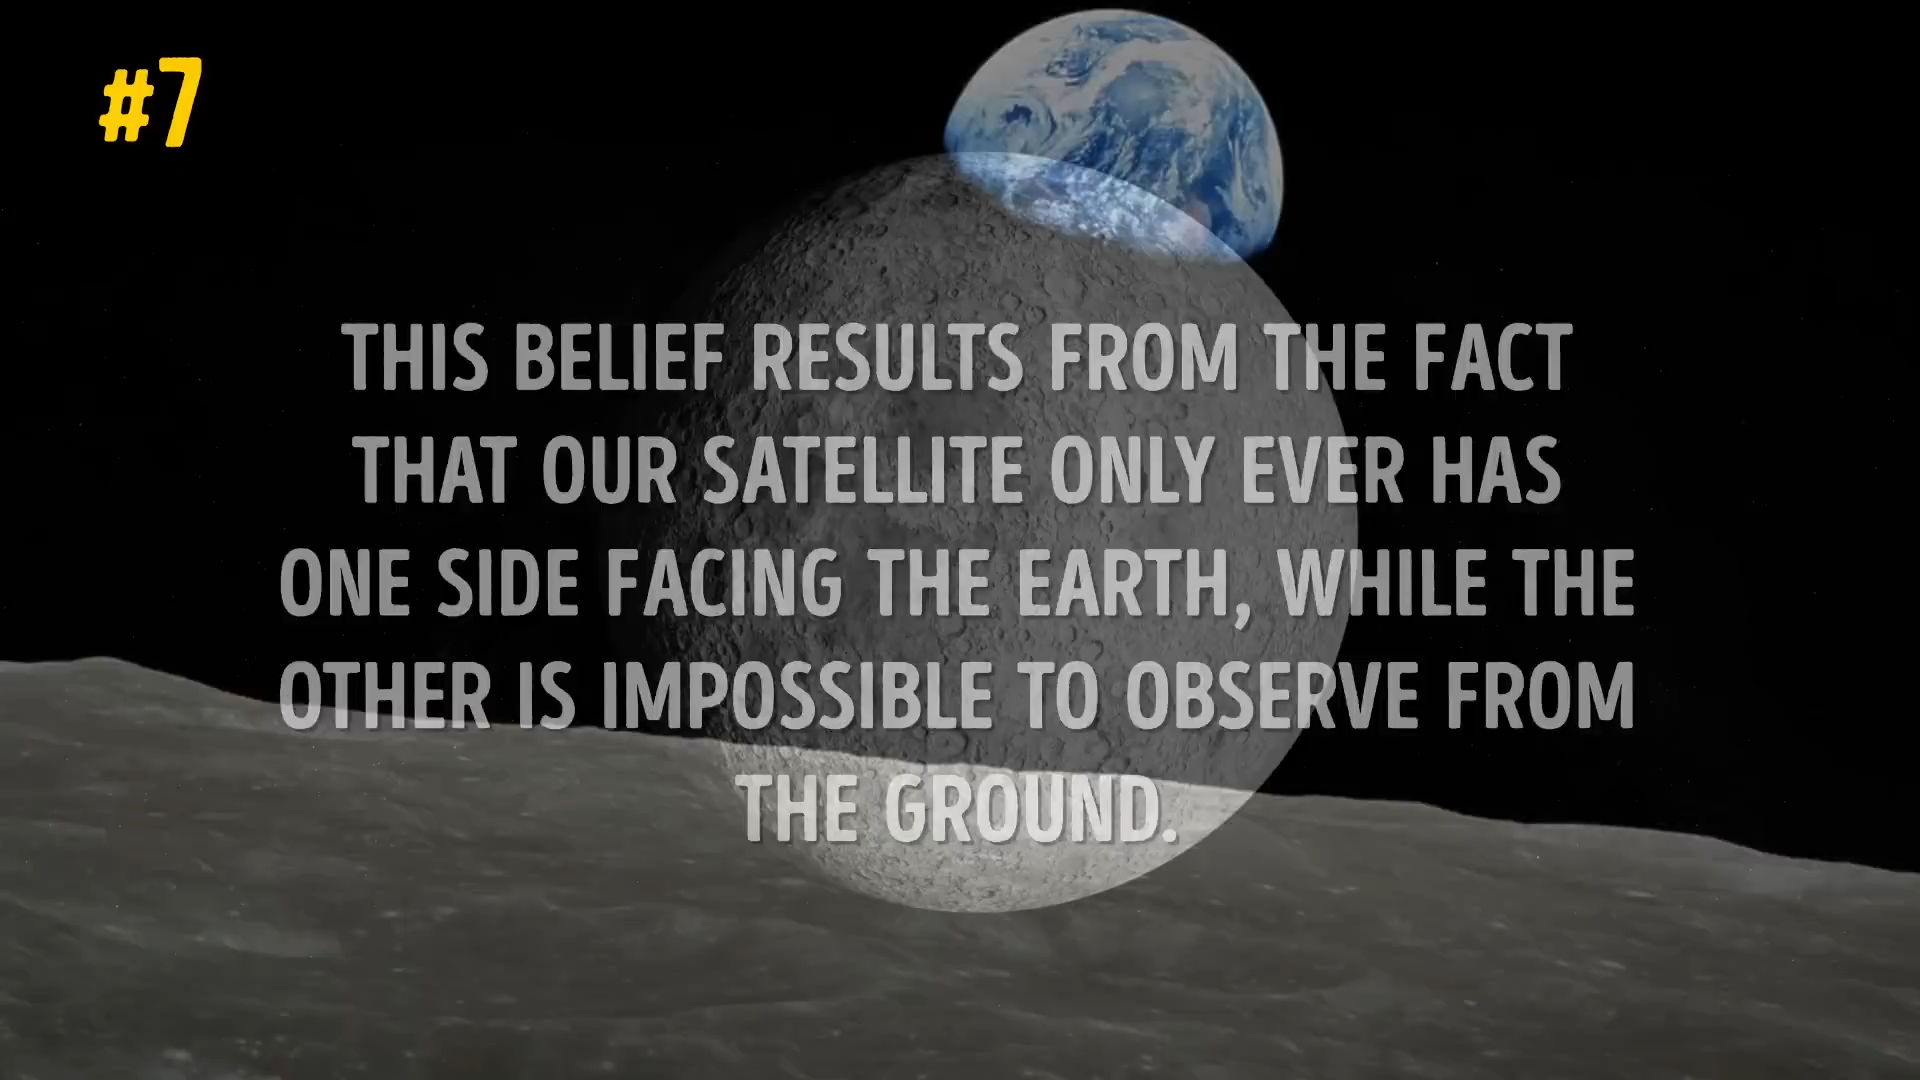 #7
THIS BELIEF RESULTS FROM THE FACT
THAT OUR SATELLITE ONLY EVER HAS
ONE SIDE FACING THE EARTH, WHILE THE
OTHER IS IMPOSSIBLE TO OBSERVE FROM
THE GROUND.